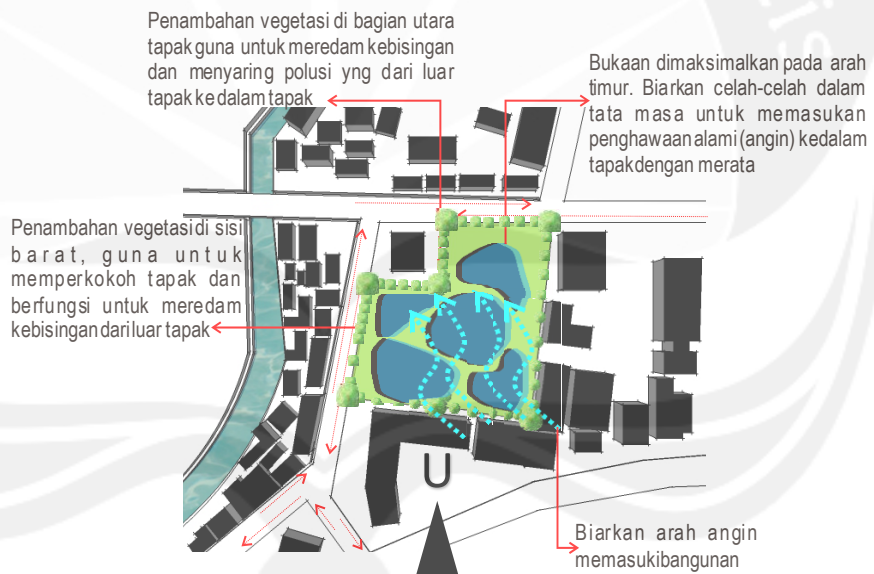 Penambahan vegetasi di bagian utara
tapak guna untuk meredam kebisingan
dan menyaring polusi yng dari luar
tapak ke dalam tapak
Bukaan dimaksimalkan pada arah
timur. Biarkan celah-celah dalam
tata masa untuk memasukan
penghawaan alami (angin) kedalam
tapak dengan merata
Penambahan vegetasi di sisi
barat, guna untuk
memperkokoh tapak dan
berfungsi untuk meredam
kebisingan dari luar tapak
U
Biarkan arah angin
memasuki bangunan